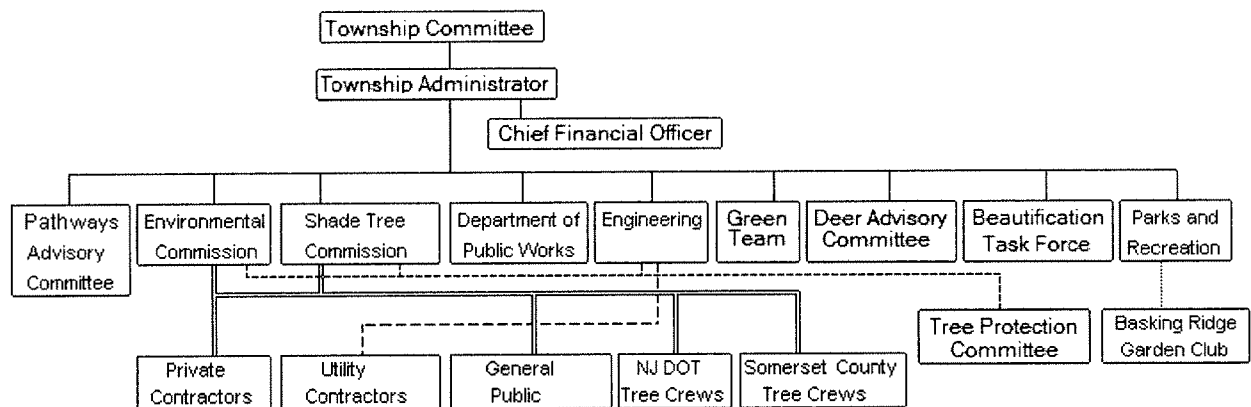 Township Committee
Township Administrator
Chief Financial Officer
Pathways
Advisory
Committee
Environmental
Commission
Shade Tree
Commission
Department of
Public Works
Engineering
Green
Team
Deer Advisory
Committee
Beautification
Task Force
Parks and
Recreation
Tree Protection
Committee
Basking Ridge
Garden Club
Private
Contractors
Utility
Contractors
General
Public
NJ DOT
Tree Crews
Somerset County
Tree Crews